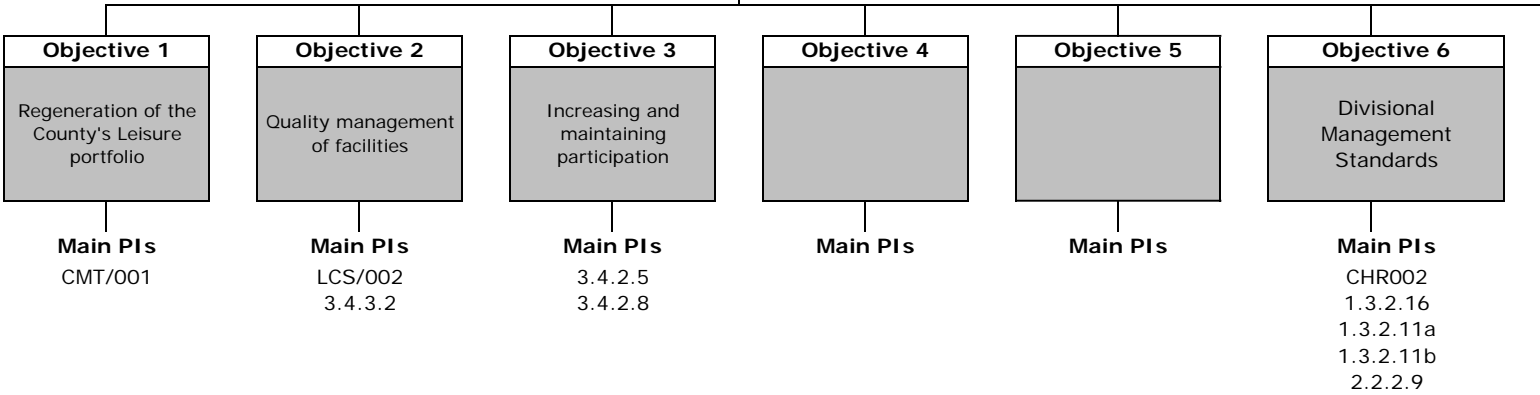 Objective 1
Regeneration of the
County's Leisure
portfolio
Main PIs
CMT/001
Objective 2
Quality management
of facilities
Main PIs
LCS/002
3.4.3.2
Objective 3
Increasing and
maintaining
participation
Main PIs
3.4.2.5
3.4.2.8
Objective 4
Main PIs
Objective 5
Main PIs
Objective 6
Divisional
Management
Standards
Main PIs
CHR002
1.3.2.16
1.3.2.11a
1.3.2.11b
2.2.2.9